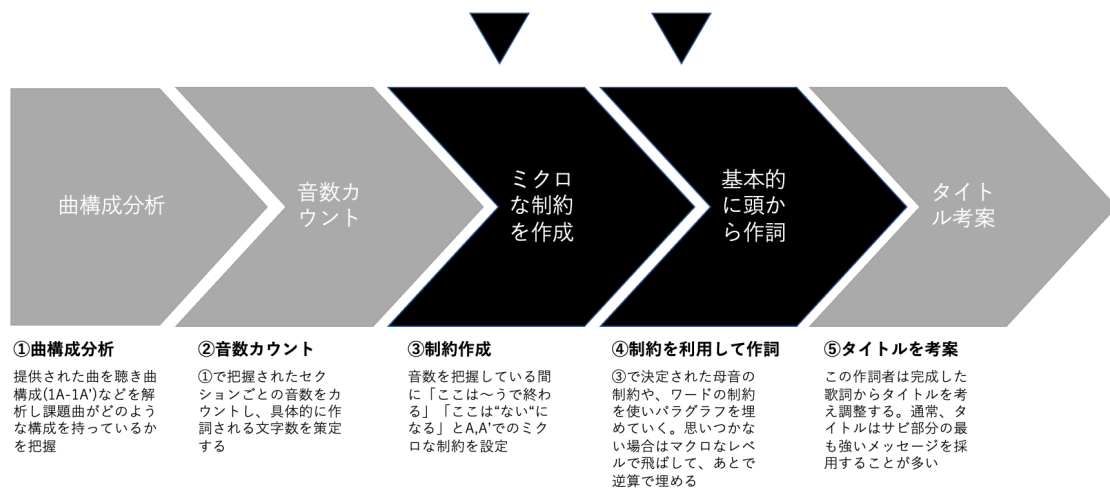 曲構成分析
音数カ
ウント
ミクロ
な制約
を作成
基本的
に頭か
ら作詞
タイト
ル考案
①曲構成分析
提供された曲を聴き曲
構成(1A-1A')などを解
析し課題曲がどのよう
な構成を持っているか
を把握
②音数カウント
①で把握されたセク
ションごとの音数をカ
ウントし、具体的に作
詞される文字数を策定
する
③制約作成
音数を把握している間
に「ここは〜うで終わ
る」「ここは“ない“に
なる」とA,A’でのミク
ロな制約を設定
④制約を利用して作詞
③で決定された母音の
制約や、ワードの制約
を使いパラグラフを埋
めていく。思いつかな
い場合はマクロなレベ
ルで飛ばして、あとで
逆算で埋める
⑤タイトルを考案
この作詞者は完成した
歌詞からタイトルを考
え調整する。通常、タ
イトルはサビ部分の最
も強いメッセージを採
用することが多い